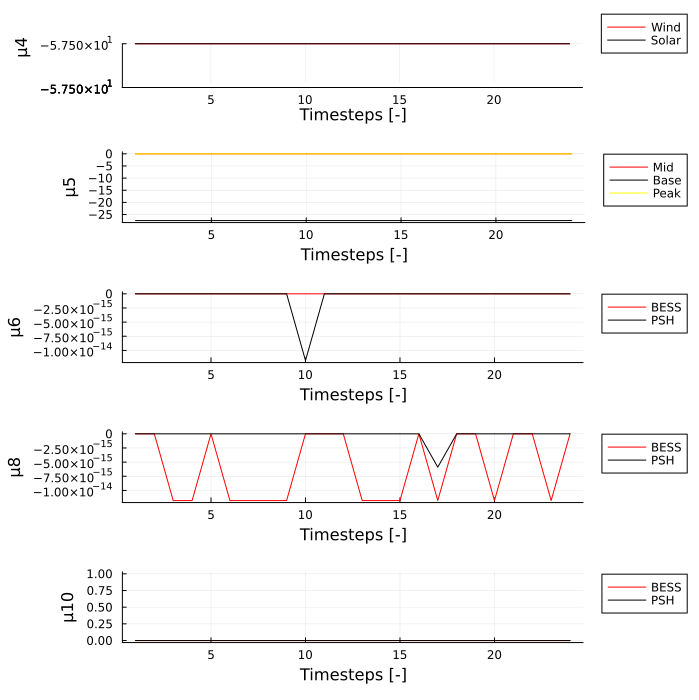 μ4
−5.750×10¹
−5.750×10¹
5 10 15 20
Timesteps [-]
Wind
Solar
μ5
0
−5
−10
−15
−20
−25
5 10 15 20
Timesteps [-]
Mid
Base
Peak
μ6
0
−2.50×10⁻¹⁵
−5.00×10⁻¹⁵
−7.50×10⁻¹⁵
−1.00×10⁻¹⁴
5 10 15 20
Timesteps [-]
BESS
PSH
μ8
0
−2.50×10⁻¹⁵
−5.00×10⁻¹⁵
−7.50×10⁻¹⁵
−1.00×10⁻¹⁴
5 10 15 20
Timesteps [-]
BESS
PSH
μ10
1.00
0.75
0.50
0.25
0.00
5 10 15 20
Timesteps [-]
BESS
PSH